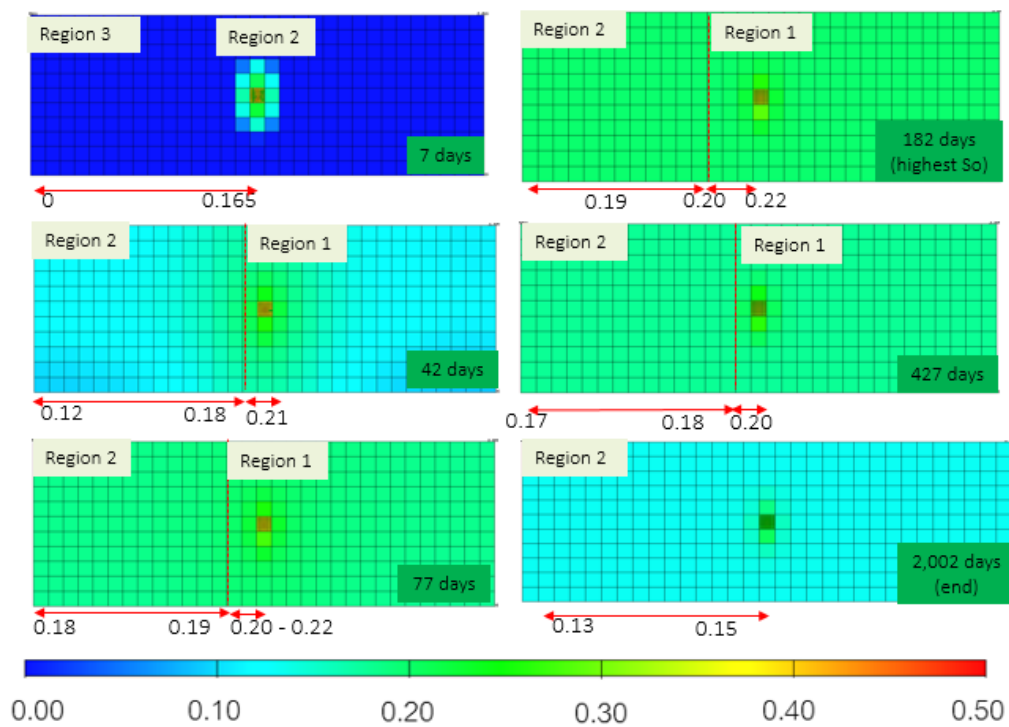 Region 3
Region 2
7 days
0
0.165
Region 2
Region 1
182 days
(highest So)
0.19
0.20
0.22
Region 2
Region 1
42 days
0.12
0.18
0.21
Region 2
Region 1
427 days
0.17
0.18
0.20
Region 2
Region 1
77 days
0.18
0.19
0.20 - 0.22
Region 2
2,002 days
(end)
0.13
0.15
0.00
0.10
0.20
0.30
0.40
0.50